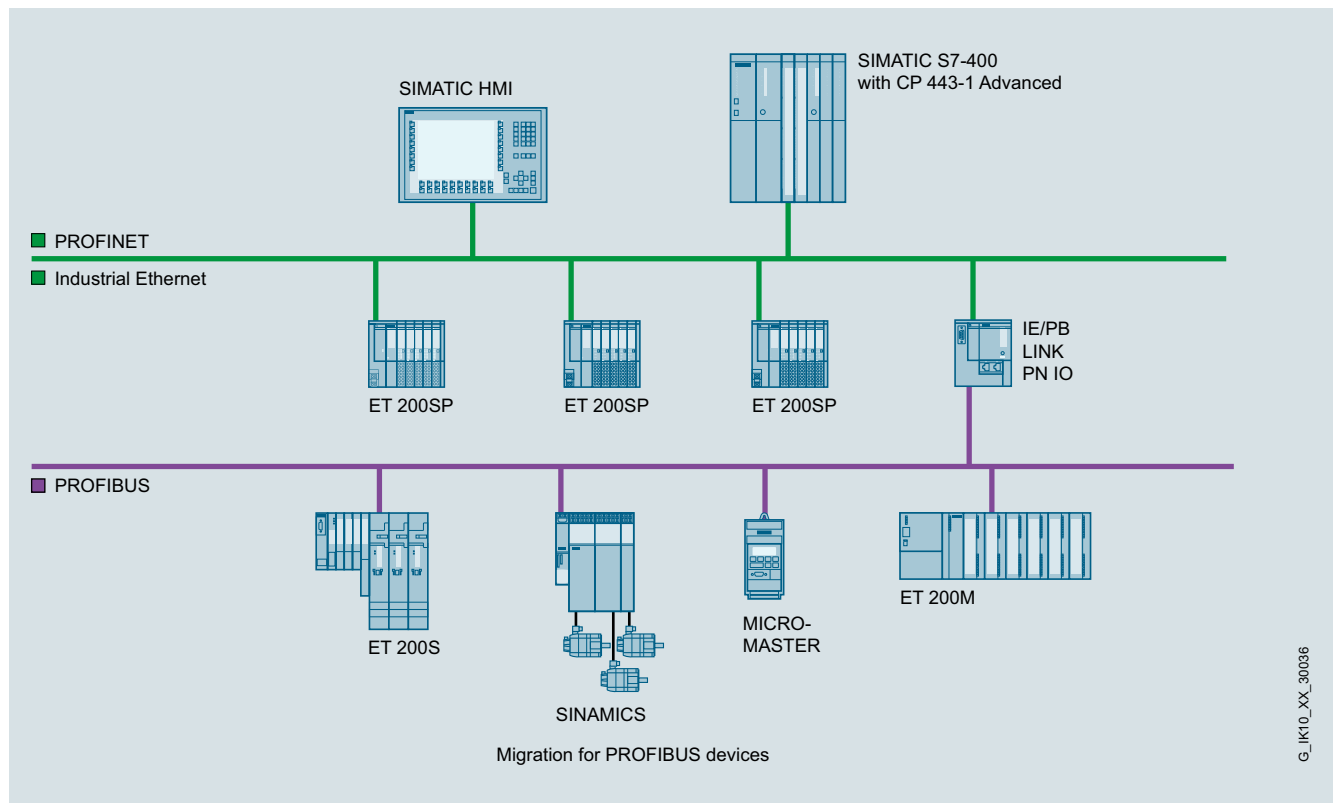 SIMATIC HMI
SIMATIC S7-400
with CP 443-1 Advanced
PROFINET
Industrial Ethernet
ET 200SP
ET 200SP
ET 200SP
IE/PB
LINK
PN IO
PROFIBUS
ET 200S
SINAMICS
MICRO-
MASTER
ET 200M
Migration for PROFIBUS devices
G_IK10_XX_30036